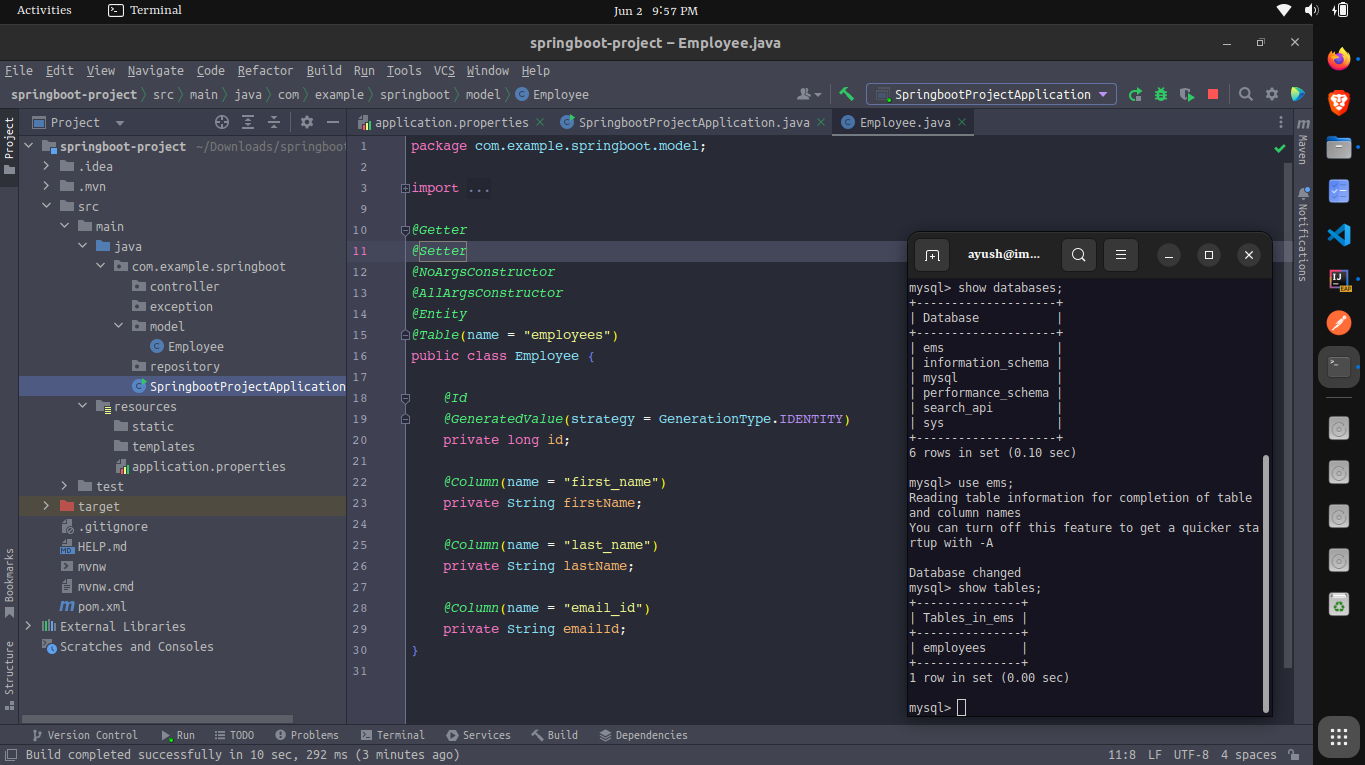 Activities
Terminal
Jun 2 9:57 PM
springboot-project – Employee.java
File Edit View Navigate Code Refactor Build Run Tools VCS Window Help
springboot-project src main java com example springboot model Employee
SpringbootProjectApplication
Project
application.properties
SpringbootProjectApplication.java
Employee.java
Project
Bookmarks
Structure
springboot-project ~/Downloads/springboot
.idea
.mvn
src
main
java
com.example.springboot
controller
exception
model
Employee
repository
SpringbootProjectApplication
resources
static
templates
application.properties
test
target
.gitignore
HELP.md
mvnw
mvnw.cmd
pom.xml
External Libraries
Scratches and Consoles
1 package com.example.springboot.model;
2
3 import ...
9
10 @Getter
11 @Setter
12 @NoArgsConstructor
13 @AllArgsConstructor
14 @Entity
15 @Table(name = "employees")
16 public class Employee {
17
18 @Id
19 @GeneratedValue(strategy = GenerationType.IDENTITY)
20 private long id;
21
22 @Column(name = "first_name")
23 private String firstName;
24
25 @Column(name = "last_name")
26 private String lastName;
27
28 @Column(name = "email_id")
29 private String emailId;
30 }
31
Maven
Notifications
ayush@im...
mysql> show databases;
+--------------------+
| Database           |
+--------------------+
| ems                |
| information_schema |
| mysql              |
| performance_schema |
| search_api         |
| sys                |
+--------------------+
6 rows in set (0.10 sec)
mysql> use ems;
Reading table information for completion of table
and column names
You can turn off this feature to get a quicker sta
rtup with -A
Database changed
mysql> show tables;
+---------------+
| Tables_in_ems |
+---------------+
| employees     |
+---------------+
1 row in set (0.00 sec)
mysql>
Version Control Run TODO Problems Terminal Services Build Dependencies
Build completed successfully in 10 sec, 292 ms (3 minutes ago)
11:8 LF UTF-8 4 spaces